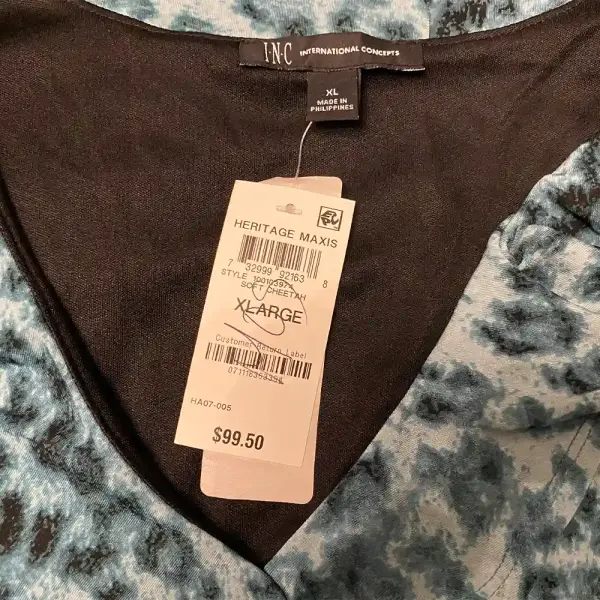 I·N·C INTERNATIONAL CONCEPTS
XL
MADE IN
PHILIPPINES
HERITAGE MAXIS
7 32999 92163 8
STYLE
SOFT CHEETAH
XLARGE
Customer Return Label
HA07-005
$99.50